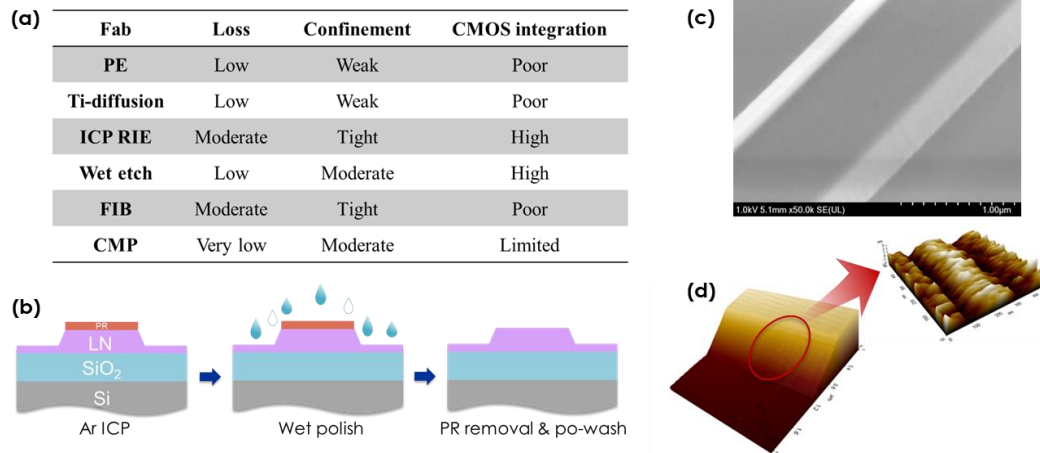 (a)
Fab Loss Confinement CMOS integration
PE Low Weak Poor
Ti-diffusion Low Weak Poor
ICP RIE Moderate Tight High
Wet etch Low Moderate High
FIB Moderate Tight Poor
CMP Very low Moderate Limited
(b)
PR
LN
SiO₂
Si
Ar ICP
Wet polish
PR removal & po-wash
(c)
1.0kV 5.1mm x50.0k SE(UL)
1.00μm
(d)